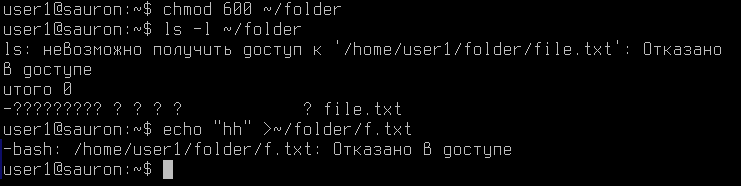 user1@sauron:~$ chmod 600 ~/folder
user1@sauron:~$ ls -l ~/folder
ls: невозможно получить доступ к '/home/user1/folder/file.txt': Отказано
в доступе
итого 0
-????????? ? ? ? ?            ? file.txt
user1@sauron:~$ echo "hh" >~/folder/f.txt
-bash: /home/user1/folder/f.txt: Отказано в доступе
user1@sauron:~$